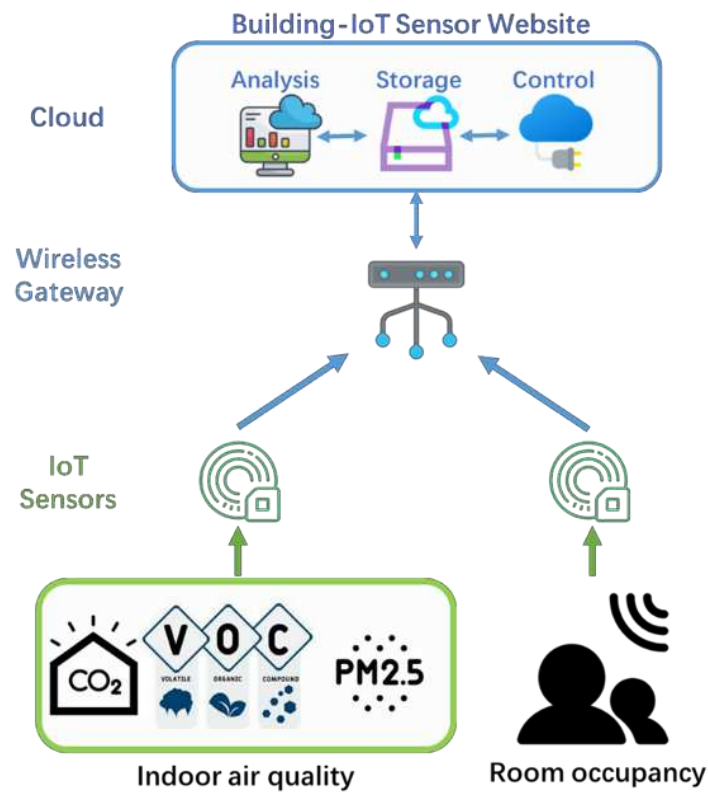 Building-IoT Sensor Website
Analysis
Storage
Control
Cloud
Wireless
Gateway
IoT
Sensors
CO₂
V O C
VOLATILE
ORGANIC
COMPOUND
PM2.5
Indoor air quality
Room occupancy